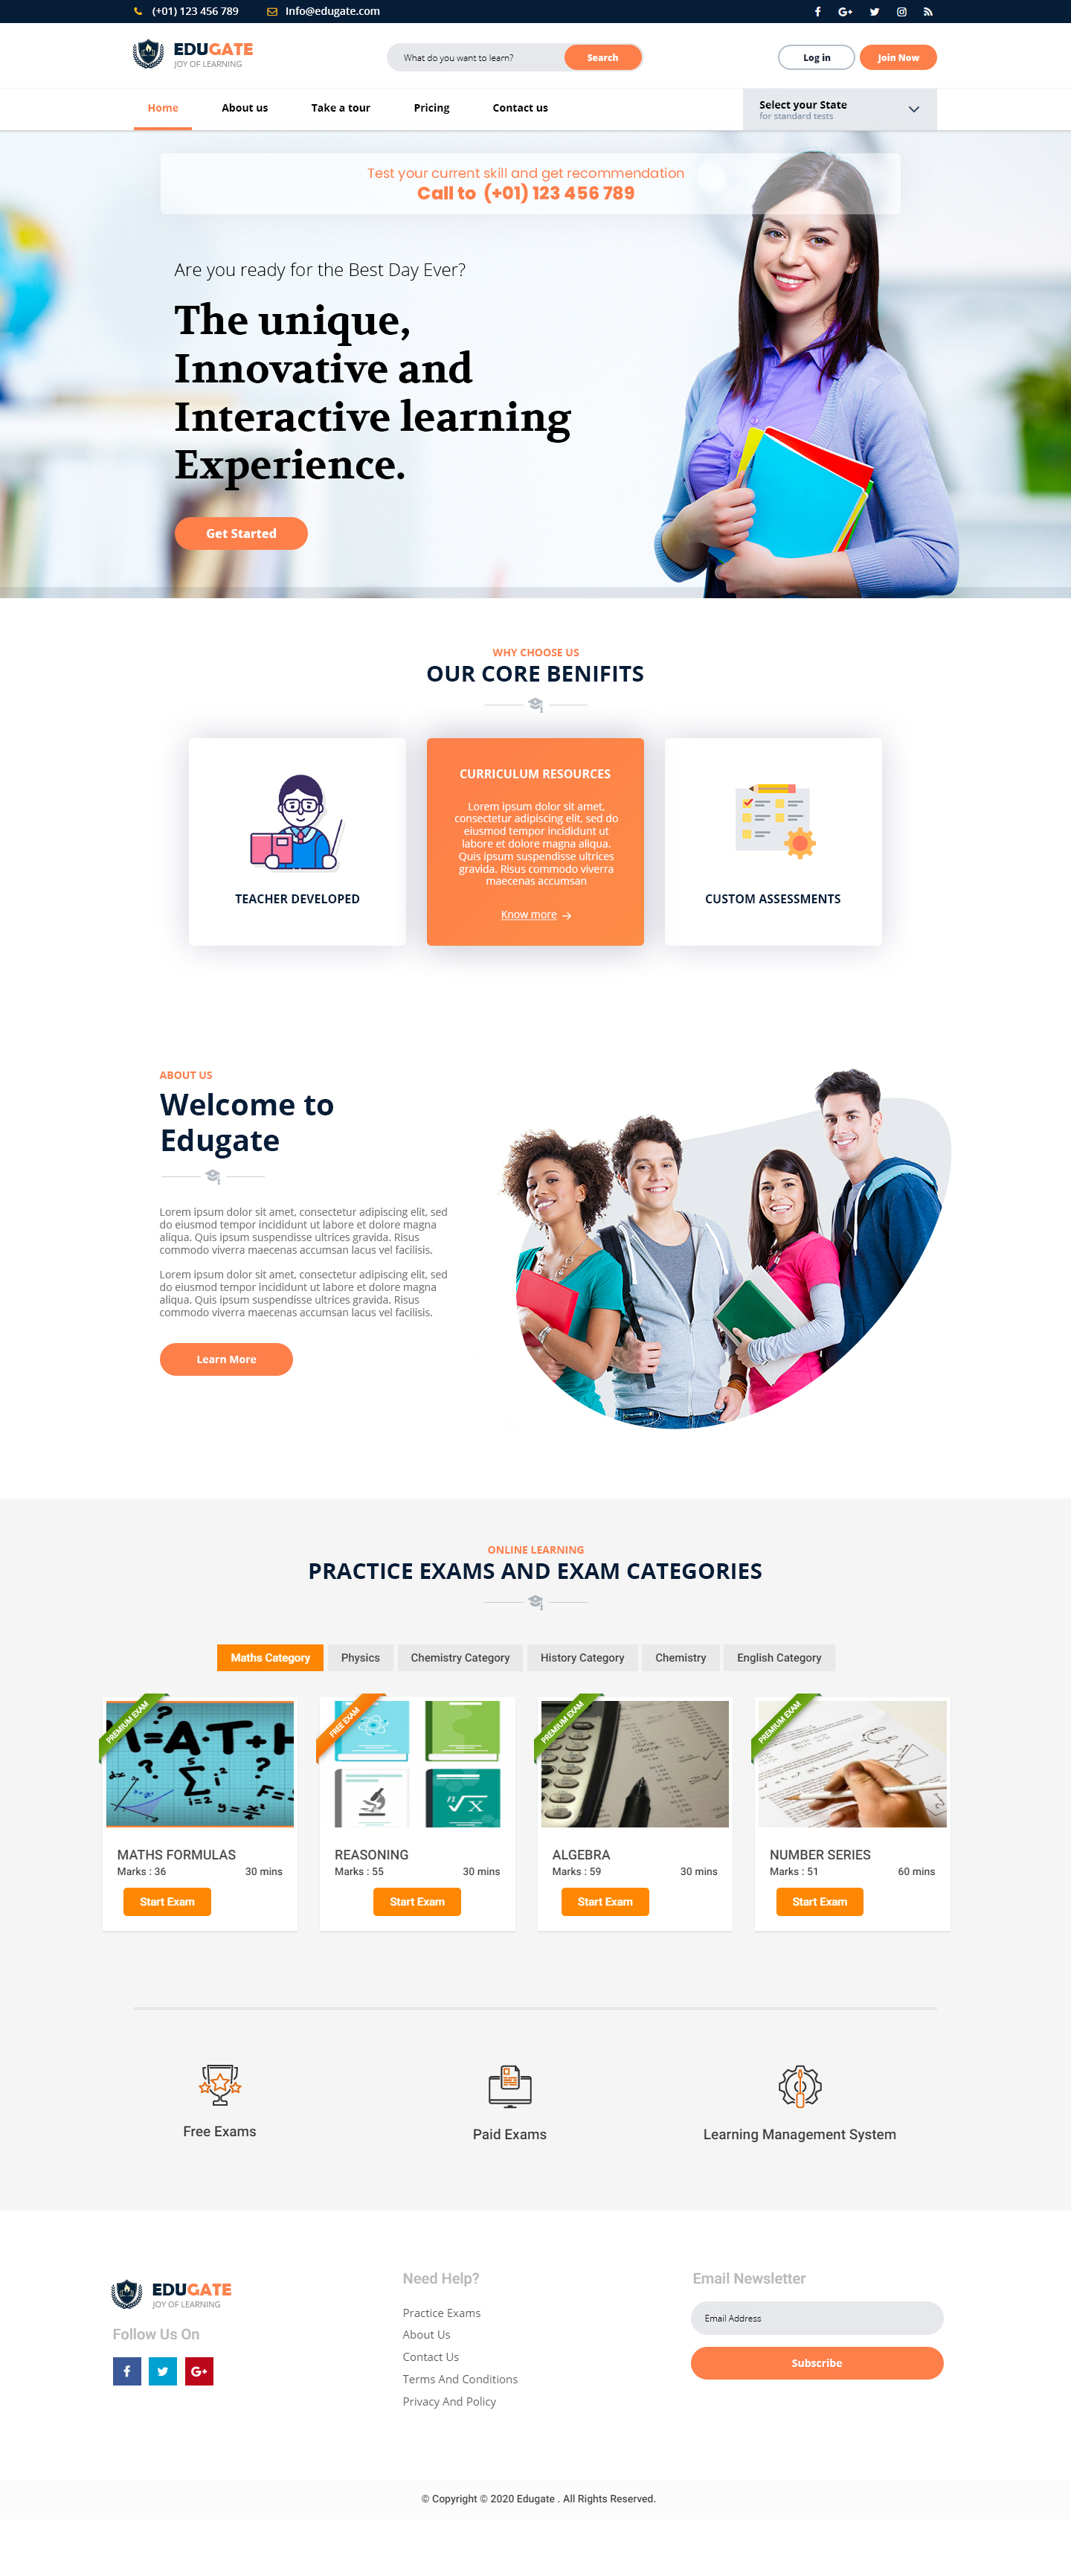 (+01) 123 456 789
Info@edugate.com
EDUGATE
JOY OF LEARNING
What do you want to learn?
Search
Log in
Join Now
Home
About us
Take a tour
Pricing
Contact us
Select your State
for standard tests
Test your current skill and get recommendation
Call to (+01) 123 456 789
Are you ready for the Best Day Ever?
The unique,
Innovative and
Interactive learning
Experience.
Get Started
WHY CHOOSE US
OUR CORE BENIFITS
TEACHER DEVELOPED
CURRICULUM RESOURCES
Lorem ipsum dolor sit amet,
consectetur adipiscing elit, sed do
eiusmod tempor incididunt ut
labore et dolore magna aliqua.
Quis ipsum suspendisse ultrices
gravida. Risus commodo viverra
maecenas accumsan
Know more
CUSTOM ASSESSMENTS
ABOUT US
Welcome to
Edugate
Lorem ipsum dolor sit amet, consectetur adipiscing elit, sed
do eiusmod tempor incididunt ut labore et dolore magna
aliqua. Quis ipsum suspendisse ultrices gravida. Risus
commodo viverra maecenas accumsan lacus vel facilisis.
Lorem ipsum dolor sit amet, consectetur adipiscing elit, sed
do eiusmod tempor incididunt ut labore et dolore magna
aliqua. Quis ipsum suspendisse ultrices gravida. Risus
commodo viverra maecenas accumsan lacus vel facilisis.
Learn More
ONLINE LEARNING
PRACTICE EXAMS AND EXAM CATEGORIES
Maths Category
Physics
Chemistry Category
History Category
Chemistry
English Category
PREMIUM EXAM
MATHS FORMULAS
Marks : 36
30 mins
Start Exam
FREE EXAM
REASONING
Marks : 55
30 mins
Start Exam
PREMIUM EXAM
ALGEBRA
Marks : 59
30 mins
Start Exam
PREMIUM EXAM
NUMBER SERIES
Marks : 51
60 mins
Start Exam
Free Exams
Paid Exams
Learning Management System
EDUGATE
JOY OF LEARNING
Follow Us On
Need Help?
Practice Exams
About Us
Contact Us
Terms And Conditions
Privacy And Policy
Email Newsletter
Email Address
Subscribe
© Copyright © 2020 Edugate . All Rights Reserved.